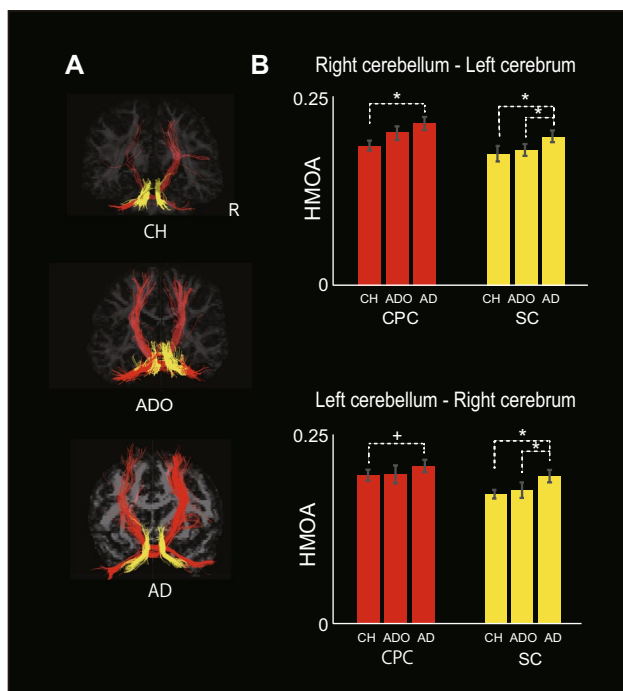 A
R
CH
ADO
AD
B
Right cerebellum - Left cerebrum
0.25
HMOA
0
* * *
CH ADO AD CH ADO AD
CPC SC
Left cerebellum - Right cerebrum
0.25
HMOA
0
+ * *
CH ADO AD CH ADO AD
CPC SC